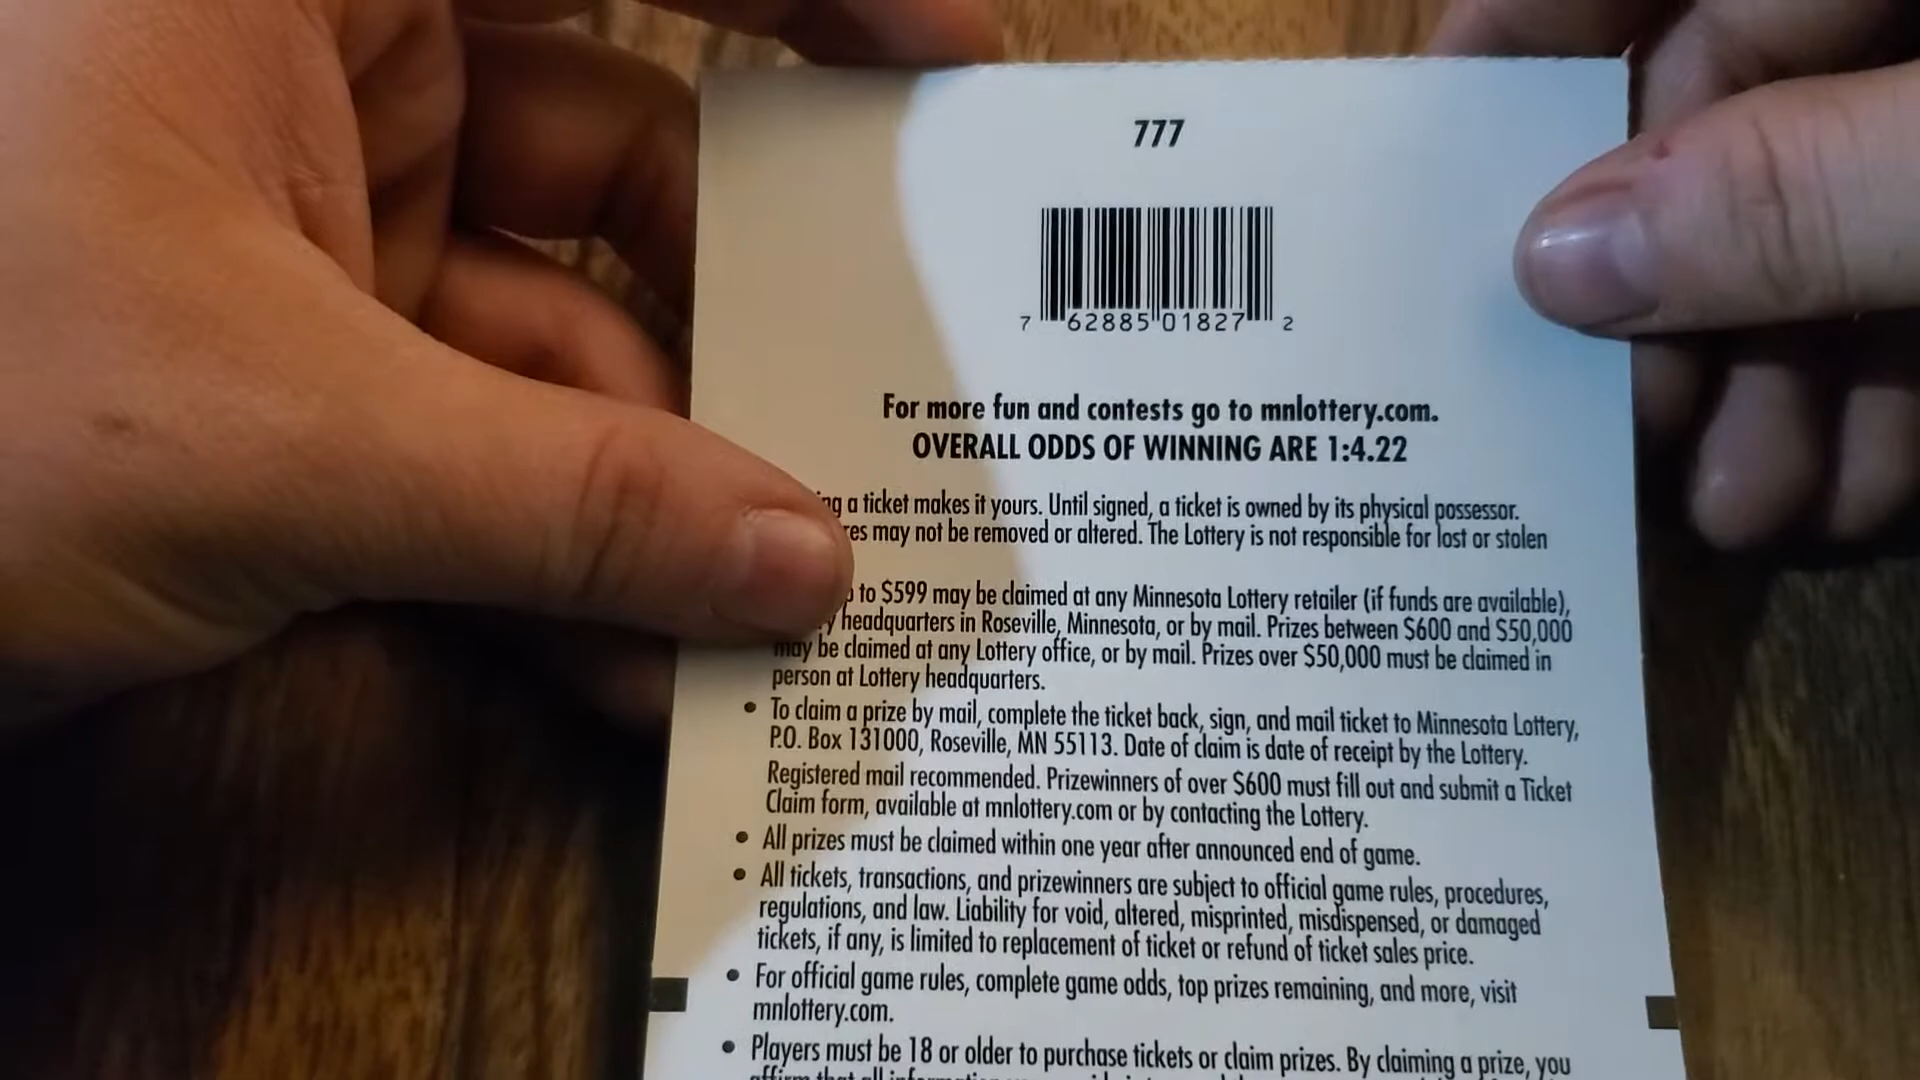 777
7 62885 01827 2
For more fun and contests go to mnlottery.com.
OVERALL ODDS OF WINNING ARE 1:4.22
a ticket makes it yours. Until signed, a ticket is owned by its physical possessor.
may not be removed or altered. The Lottery is not responsible for lost or stolen
to $599 may be claimed at any Minnesota Lottery retailer (if funds are available),
headquarters in Roseville, Minnesota, or by mail. Prizes between $600 and $50,000
may be claimed at any Lottery office, or by mail. Prizes over $50,000 must be claimed in
person at Lottery headquarters.
• To claim a prize by mail, complete the ticket back, sign, and mail ticket to Minnesota Lottery,
P.O. Box 131000, Roseville, MN 55113. Date of claim is date of receipt by the Lottery.
Registered mail recommended. Prizewinners of over $600 must fill out and submit a Ticket
Claim form, available at mnlottery.com or by contacting the Lottery.
• All prizes must be claimed within one year after announced end of game.
• All tickets, transactions, and prizewinners are subject to official game rules, procedures,
regulations, and law. Liability for void, altered, misprinted, misdispensed, or damaged
tickets, if any, is limited to replacement of ticket or refund of ticket sales price.
• For official game rules, complete game odds, top prizes remaining, and more, visit
mnlottery.com.
• Players must be 18 or older to purchase tickets or claim prizes. By claiming a prize, you